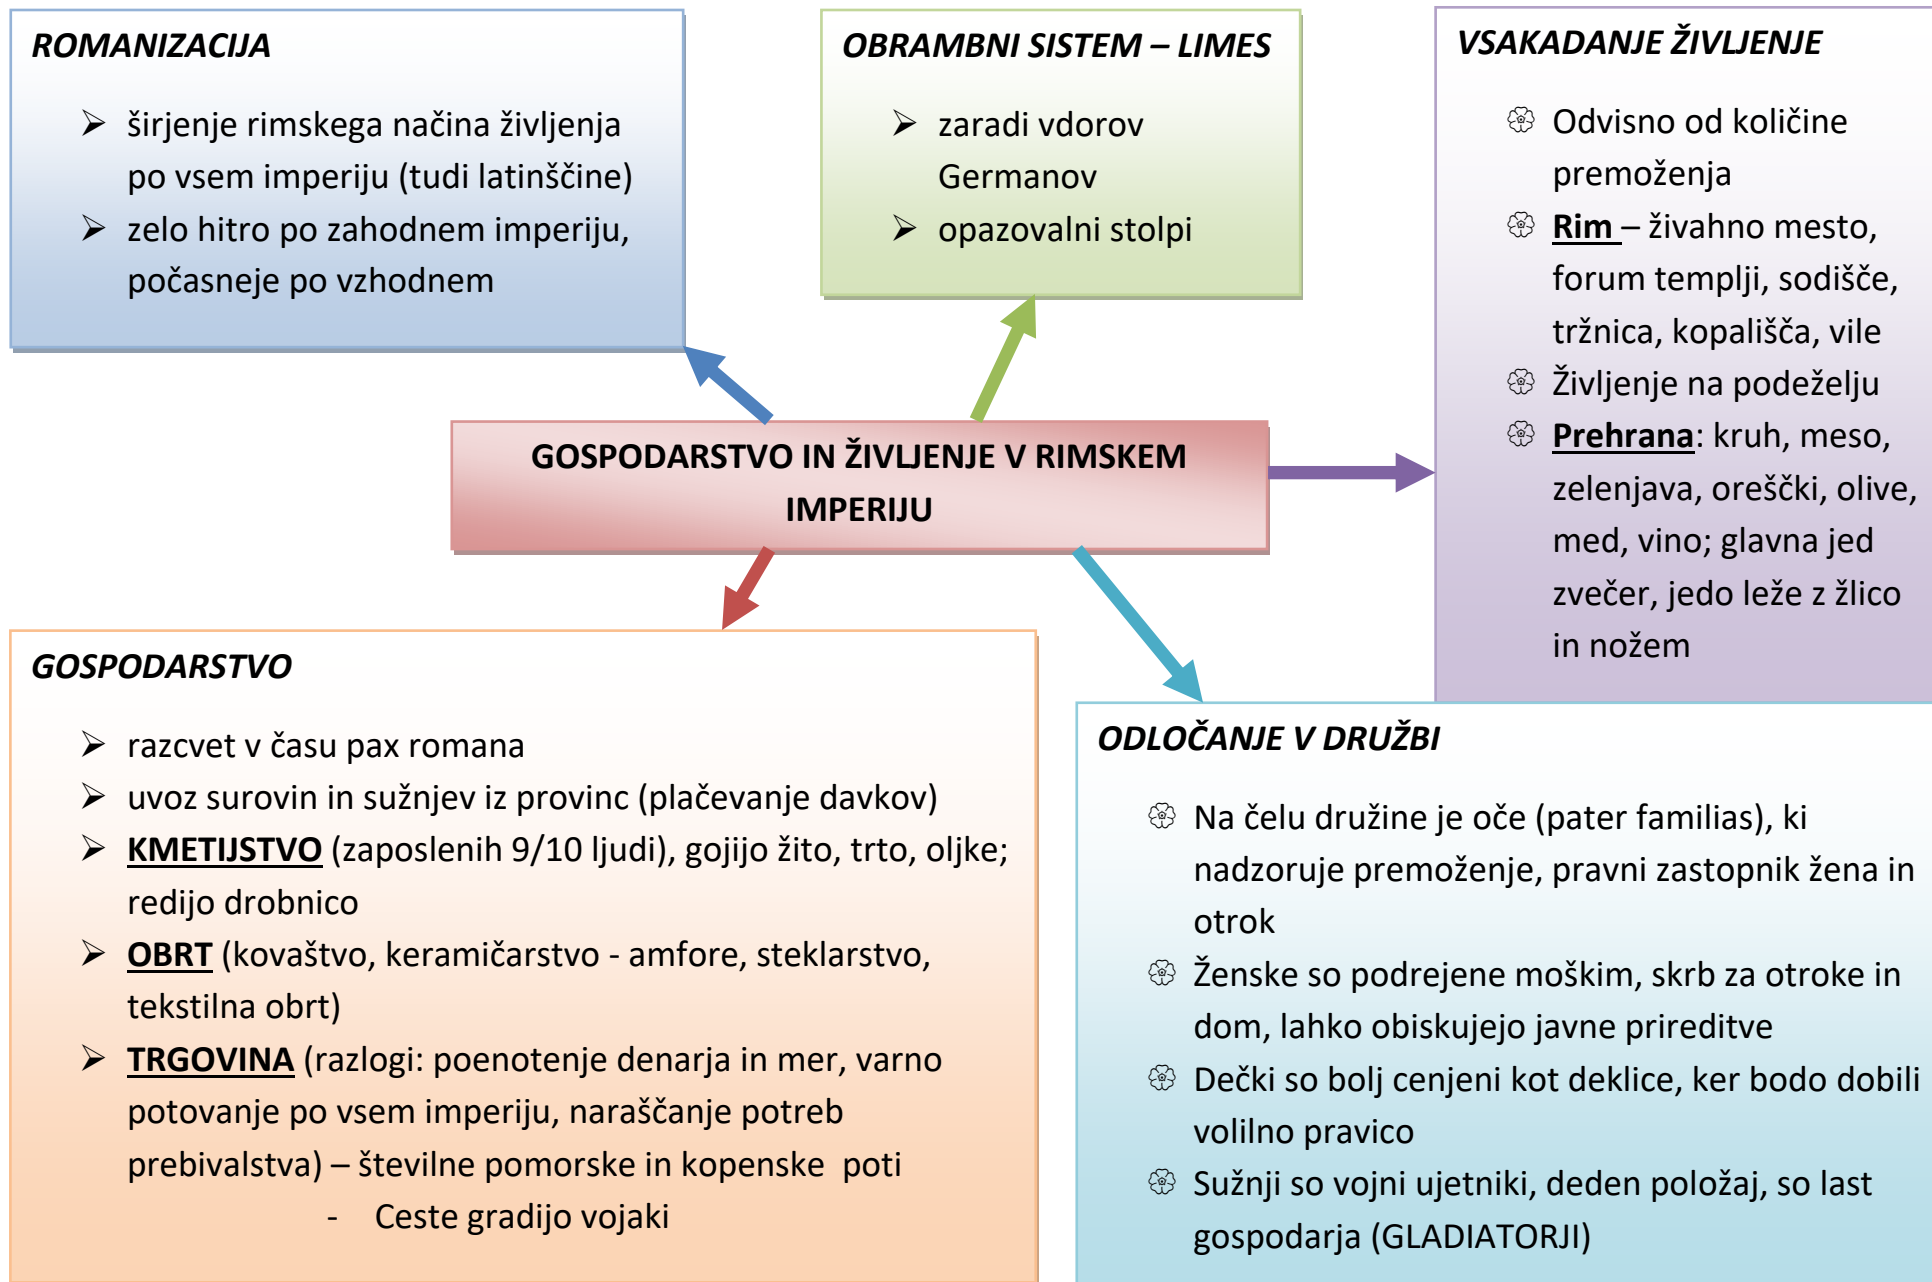 ROMANIZACIJA
➢ širjenje rimskega načina življenja
po vsem imperiju (tudi latinščine)
➢ zelo hitro po zahodnem imperiju,
počasneje po vzhodnem
OBRAMBNI SISTEM – LIMES
➢ zaradi vdorov
Germanov
➢ opazovalni stolpi
VSAKADANJE ŽIVLJENJE
Odvisno od količine
premoženja
Rim – živahno mesto,
forum templji, sodišče,
tržnica, kopališča, vile
Življenje na podeželju
Prehrana: kruh, meso,
zelenjava, oreščki, olive,
med, vino; glavna jed
zvečer, jedo leže z žlico
in nožem
GOSPODARSTVO IN ŽIVLJENJE V RIMSKEM
IMPERIJU
GOSPODARSTVO
➢ razcvet v času pax romana
➢ uvoz surovin in sužnjev iz provinc (plačevanje davkov)
➢ KMETIJSTVO (zaposlenih 9/10 ljudi), gojijo žito, trto, oljke;
redijo drobnico
➢ OBRT (kovaštvo, keramičarstvo - amfore, steklarstvo,
tekstilna obrt)
➢ TRGOVINA (razlogi: poenotenje denarja in mer, varno
potovanje po vsem imperiju, naraščanje potreb
prebivalstva) – številne pomorske in kopenske poti
- Ceste gradijo vojaki
ODLOČANJE V DRUŽBI
Na čelu družine je oče (pater familias), ki
nadzoruje premoženje, pravni zastopnik žena in
otrok
Ženske so podrejene moškim, skrb za otroke in
dom, lahko obiskujejo javne prireditve
Dečki so bolj cenjeni kot deklice, ker bodo dobili
volilno pravico
Sužnji so vojni ujetniki, deden položaj, so last
gospodarja (GLADIATORJI)